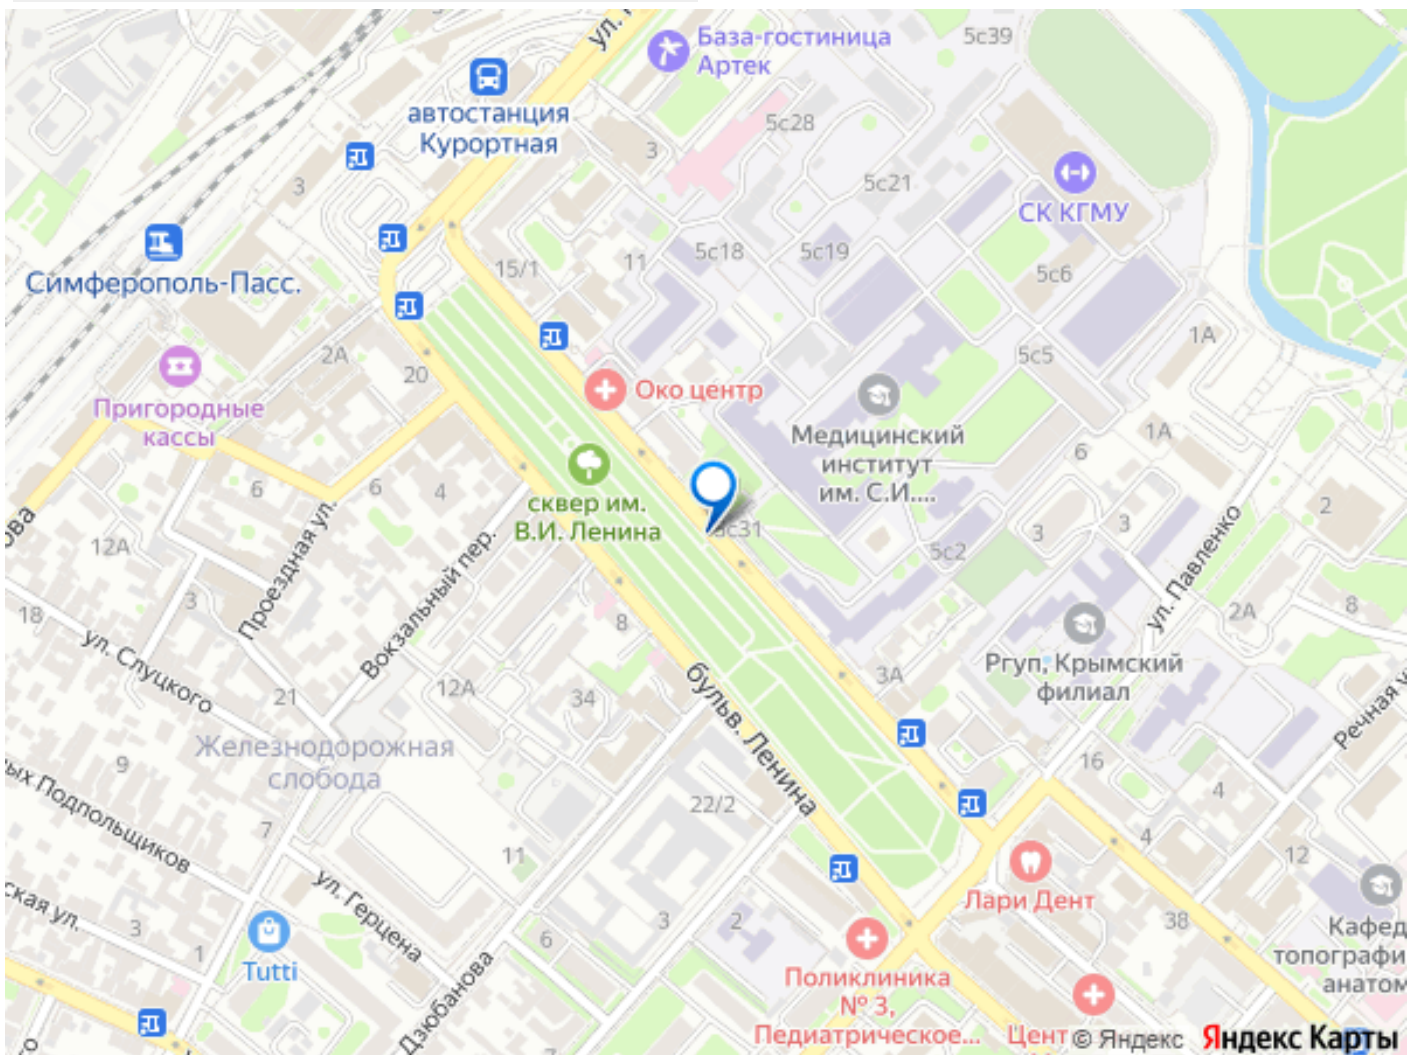 ул.
База-гостиница
Артек
5с39
автостанция
Курортная
5с28
3
3
5с21
СК КГМУ
Симферополь-Пасс.
15/1
11
5с18
5с19
5с6
2А
20
Око центр
5с5
1А
Пригородные
кассы
Медицинский
институт
им. С.И....
6
1А
сквер им.
В.И. Ленина
6
6
4
2
ова
12А
Проездная ул.
Вокзальный пер.
5с31
5с2
3
3
ул. Павленко
18
3
ул. Слуцкого
8
2А
8
21
12А
34
3А
Ргуп, Крымский
филиал
Речная у
бульв. Ленина
Железнодорожная
слобода
9
ых Подпольщиков
22/2
16
4
7
11
4
12
ул. Герцена
Лари Дент
ская ул.
3
1
6
3
2
38
Tutti
Дзюбанова
Поликлиника
№ 3,
Педиатрическое...
Кафед
топографи
анатом
Цент
© Яндекс
Яндекс Карты